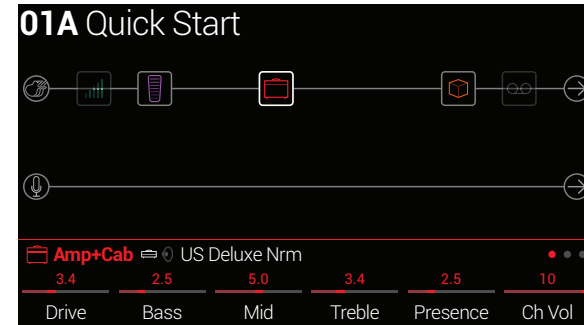 01A Quick Start
Amp+Cab US Deluxe Nrm
3.4 2.5 5.0 3.4 2.5 10
Drive Bass Mid Treble Presence Ch Vol